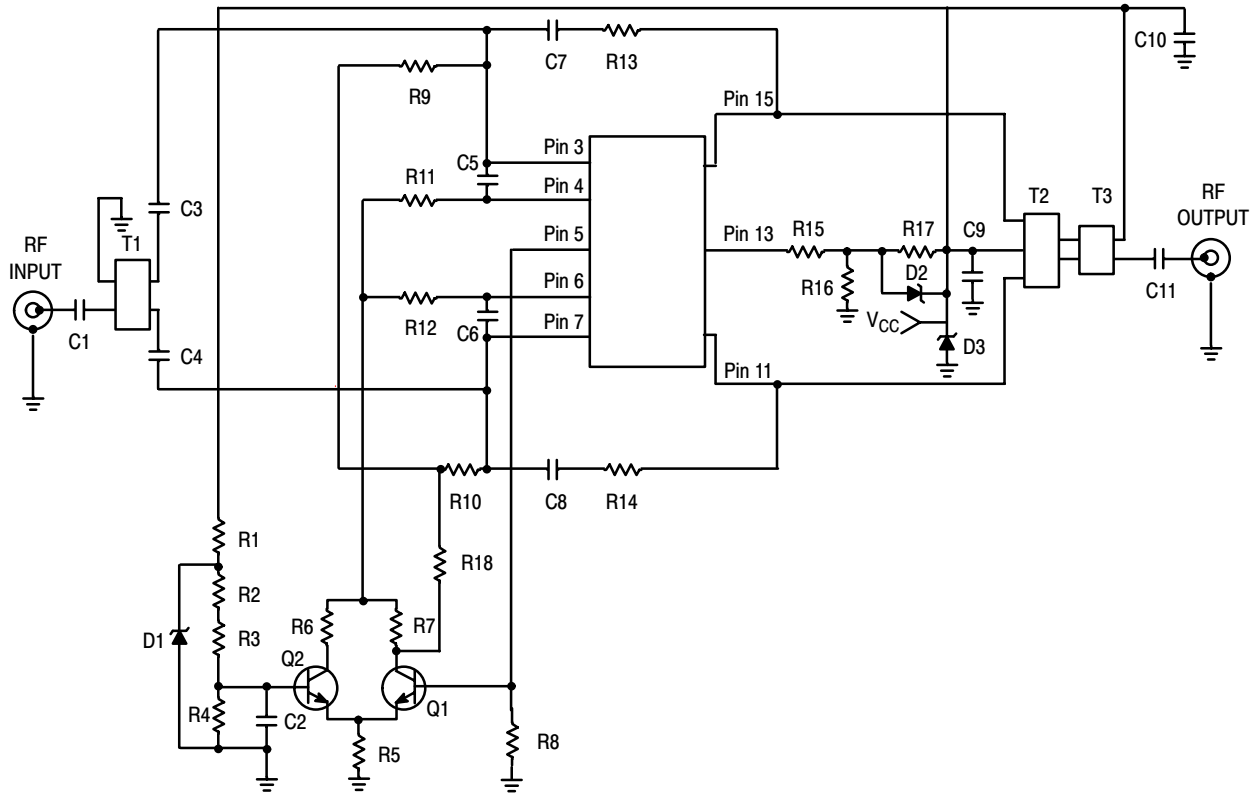 C10
C7
R13
R9
Pin 15
Pin 3
C5
Pin 4
R11
C3
T1
T2
T3
RF
OUTPUT
RF
INPUT
Pin 5
Pin 13
R15
R17
C9
D2
R16
Pin 6
R12
C6
Pin 7
C1
C4
VCC
D3
C11
Pin 11
R10
C8
R14
R1
R18
R2
R3
D1
R6
R7
Q2
Q1
R4
C2
R5
R8